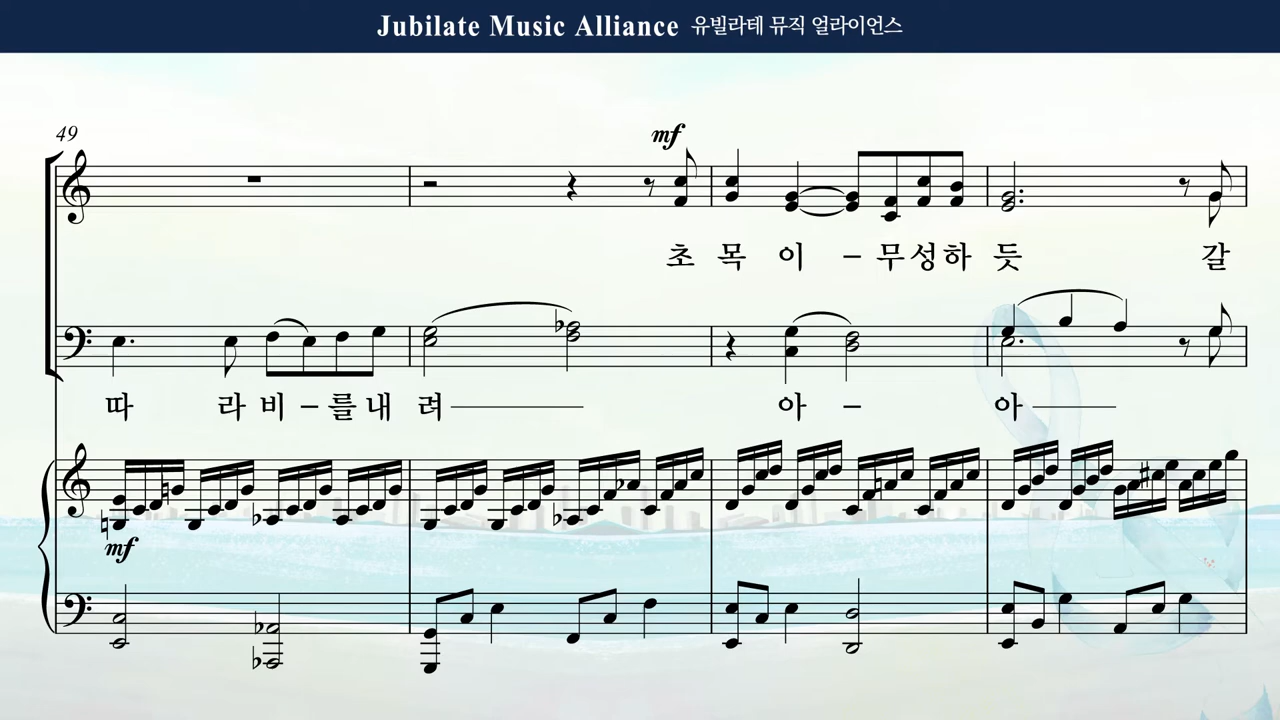 Jubilate Music Alliance 유빌라테 뮤직 얼라이언스
49
mf
초 목 이 – 무 성 하 듯 갈
따 라 비 – 를 내 려 아 – 아
mf